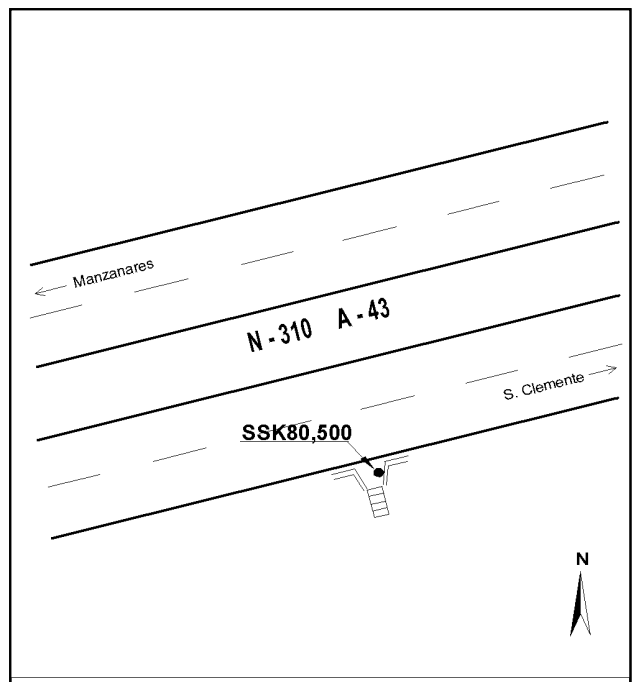 Manzanares
N - 310 A - 43
S. Clemente
SSK80,500
N